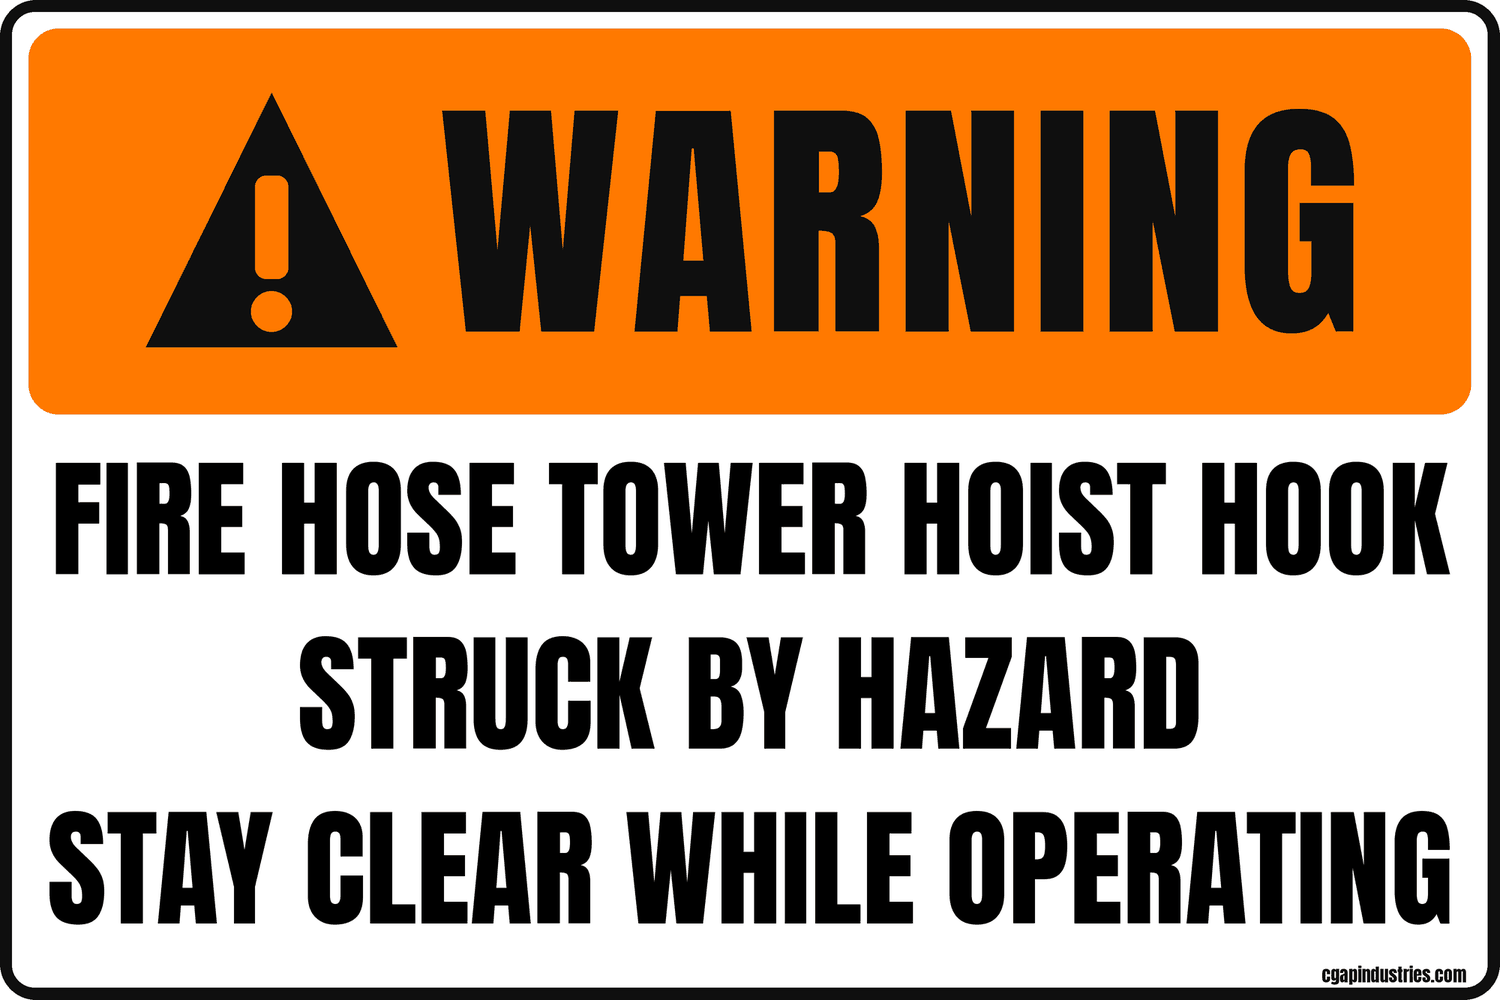 WARNING
FIRE HOSE TOWER HOIST HOOK
STRUCK BY HAZARD
STAY CLEAR WHILE OPERATING
cgapindustries.com